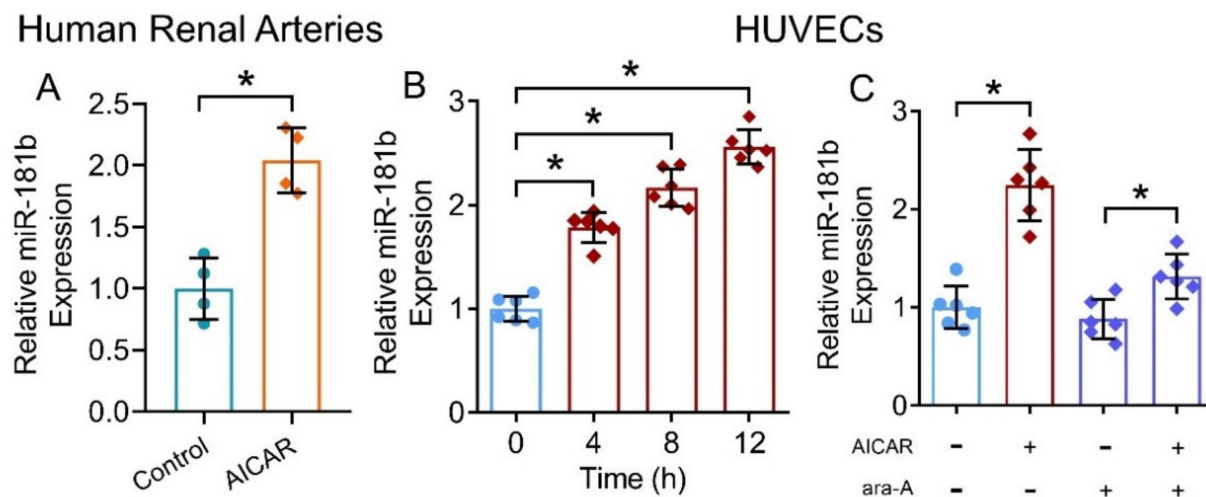 Human Renal Arteries
HUVECs
A
*
Relative miR-181b
Expression
2.5
2.0
1.5
1.0
0.5
0.0
Control
AICAR
B
*
*
*
Relative miR-181b
Expression
3
2
1
0
0 4 8 12
Time (h)
C
*
*
Relative miR-181b
Expression
3
2
1
0
AICAR - + - +
ara-A - - + +